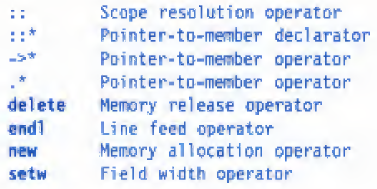 :: Scope resolution operator
::* Pointer-to-member declarator
->* Pointer-to-member operator
.* Pointer-to-member operator
delete Memory release operator
endl Line feed operator
new Memory allocation operator
setw Field width operator